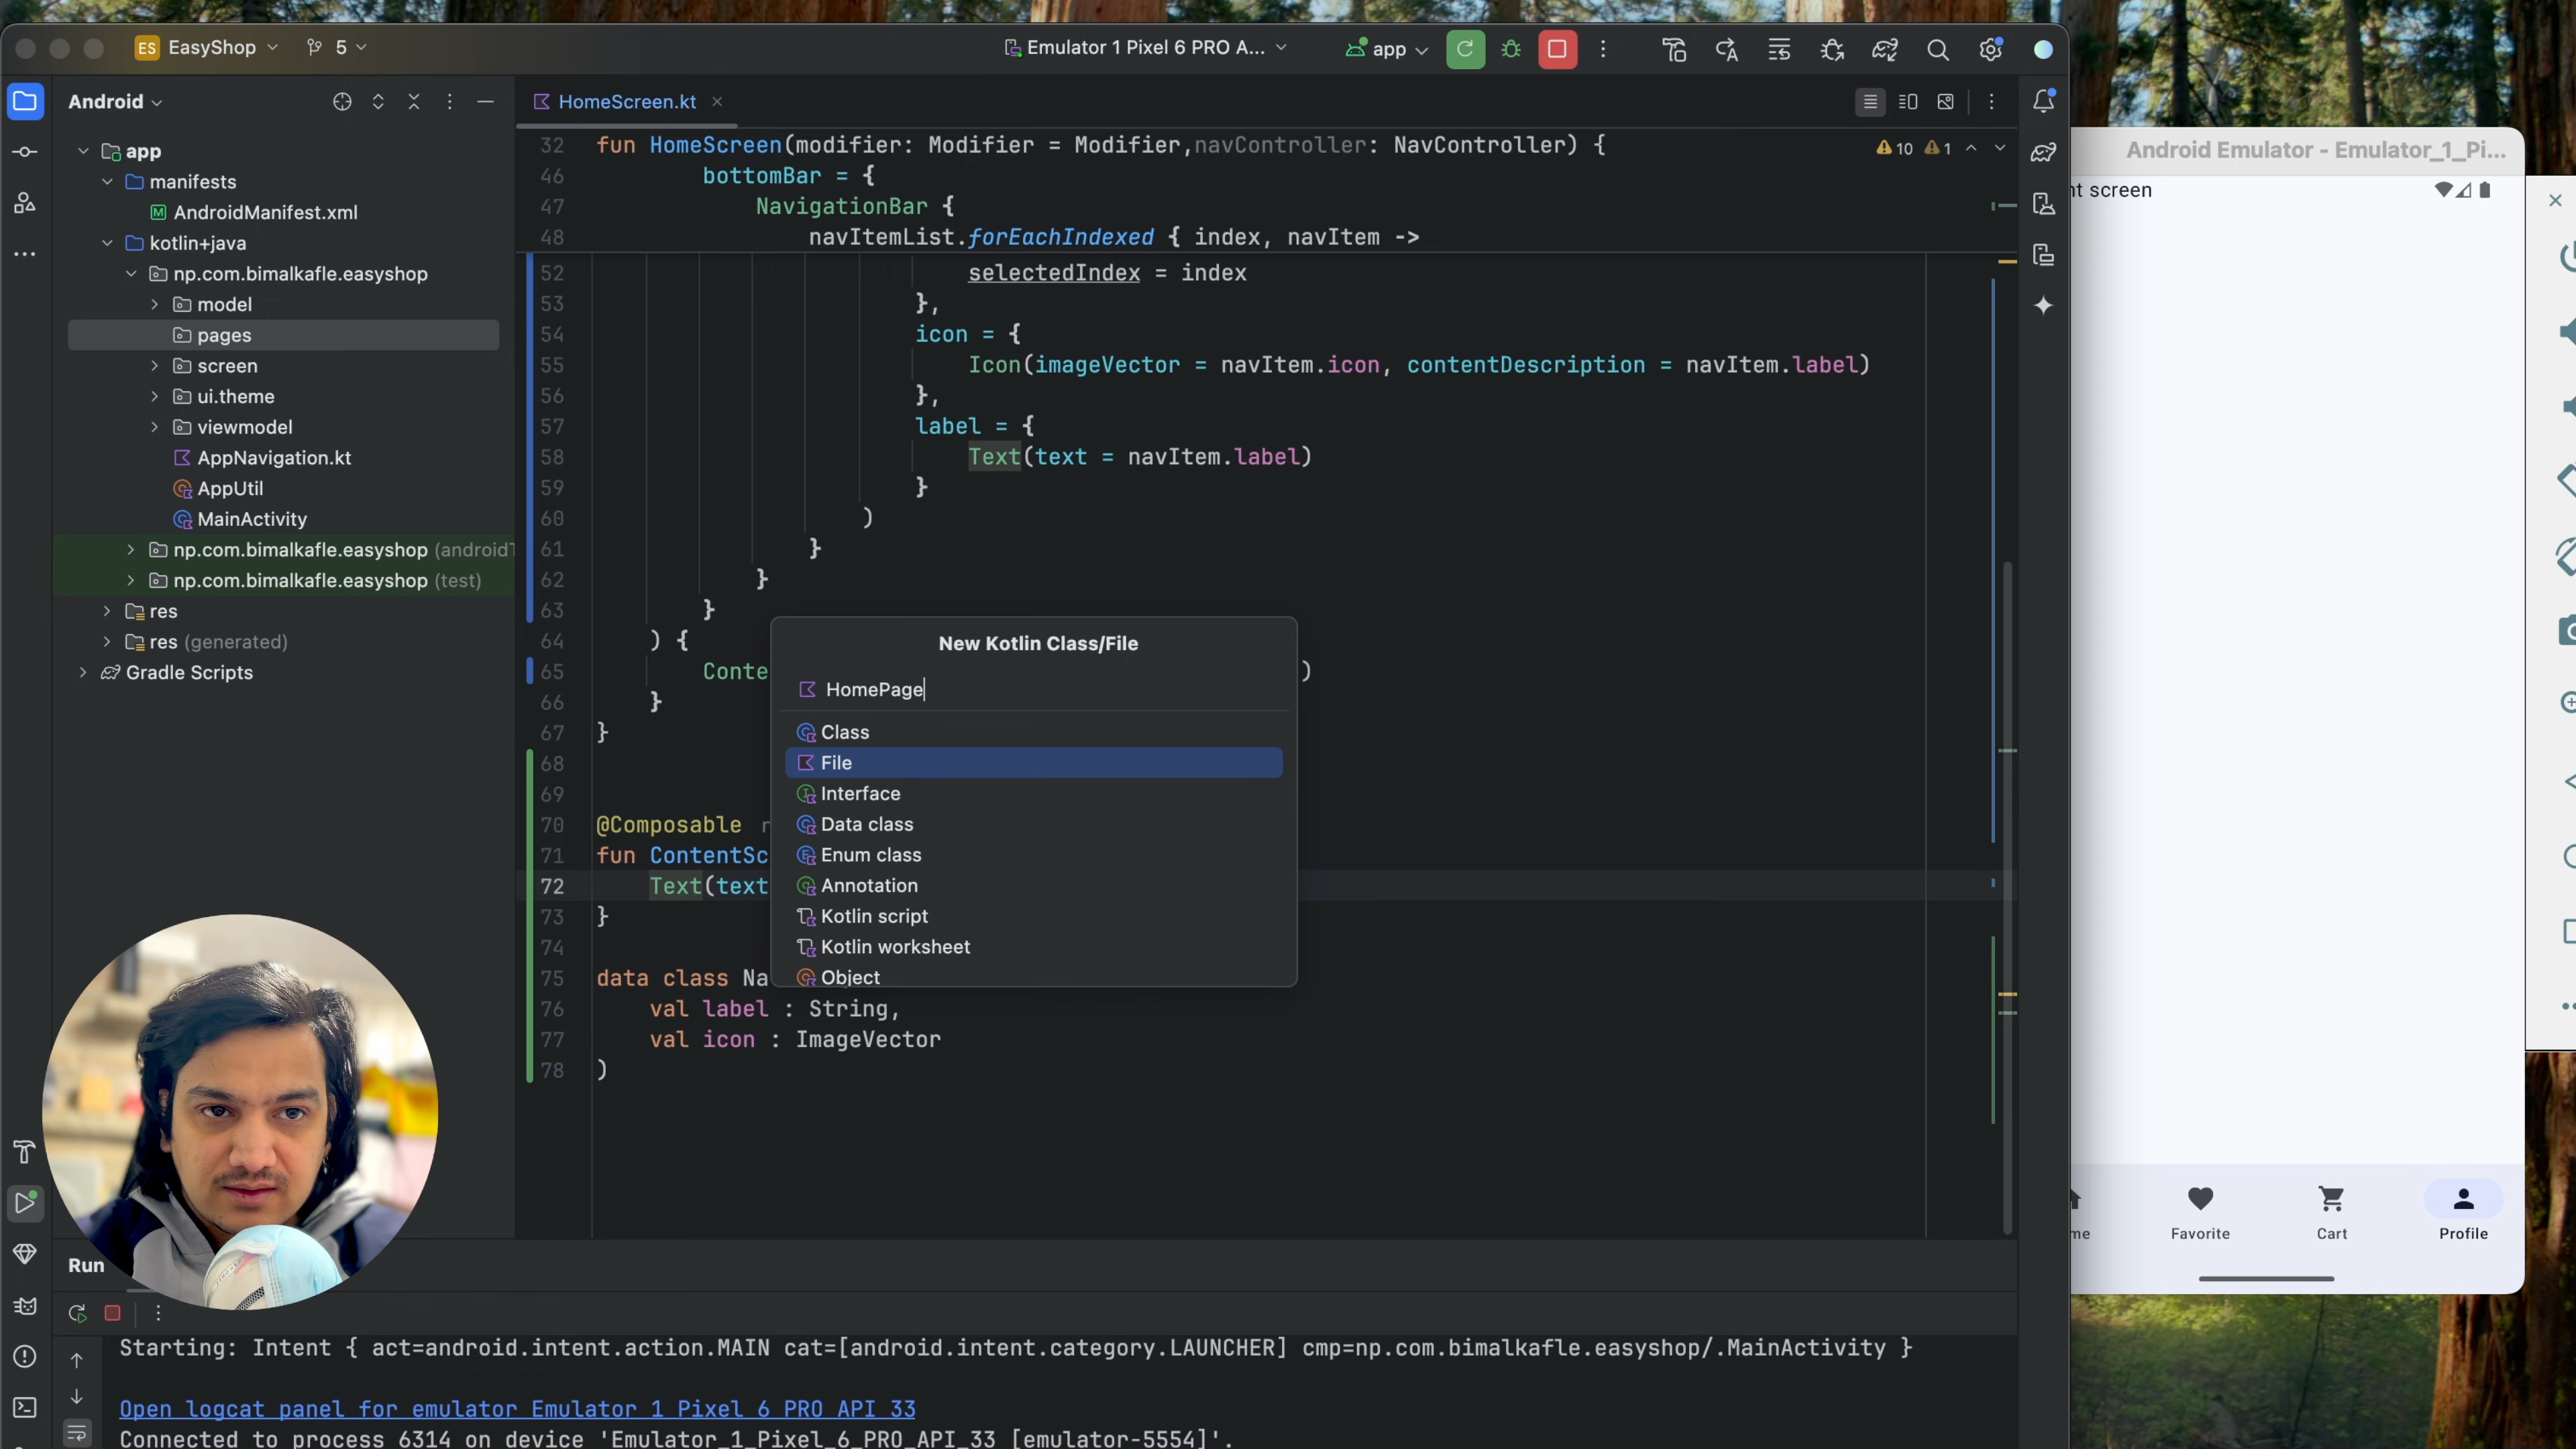 ES EasyShop
5
Emulator 1 Pixel 6 PRO A...
app
Android
HomeScreen.kt
app
manifests
AndroidManifest.xml
kotlin+java
np.com.bimalkafle.easyshop
model
pages
screen
ui.theme
viewmodel
AppNavigation.kt
AppUtil
MainActivity
np.com.bimalkafle.easyshop (androidT
np.com.bimalkafle.easyshop (test)
res
res (generated)
Gradle Scripts
32 fun HomeScreen(modifier: Modifier = Modifier,navController: NavController) {
10 1
46 bottomBar = {
47 NavigationBar {
48 navItemList.forEachIndexed { index, navItem ->
52 selectedIndex = index
53 },
54 icon = {
55 Icon(imageVector = navItem.icon, contentDescription = navItem.label)
56 },
57 label = {
58 Text(text = navItem.label)
59 }
60 )
61 }
62 }
63 }
64 ) {
65 Conte )
66 }
67 }
68
69
70 @Composable
71 fun ContentSc
72 Text(text
73 }
74
75 data class Na
76 val label : String,
77 val icon : ImageVector
78 )
New Kotlin Class/File
HomePage
Class
File
Interface
Data class
Enum class
Annotation
Kotlin script
Kotlin worksheet
Object
Run
Starting: Intent { act=android.intent.action.MAIN cat=[android.intent.category.LAUNCHER] cmp=np.com.bimalkafle.easyshop/.MainActivity }
Open logcat panel for emulator Emulator 1 Pixel 6 PRO API 33
Connected to process 6314 on device 'Emulator_1_Pixel_6_PRO_API_33 [emulator-5554]'.
Android Emulator - Emulator_1_Pi...
nt screen
me
Favorite
Cart
Profile